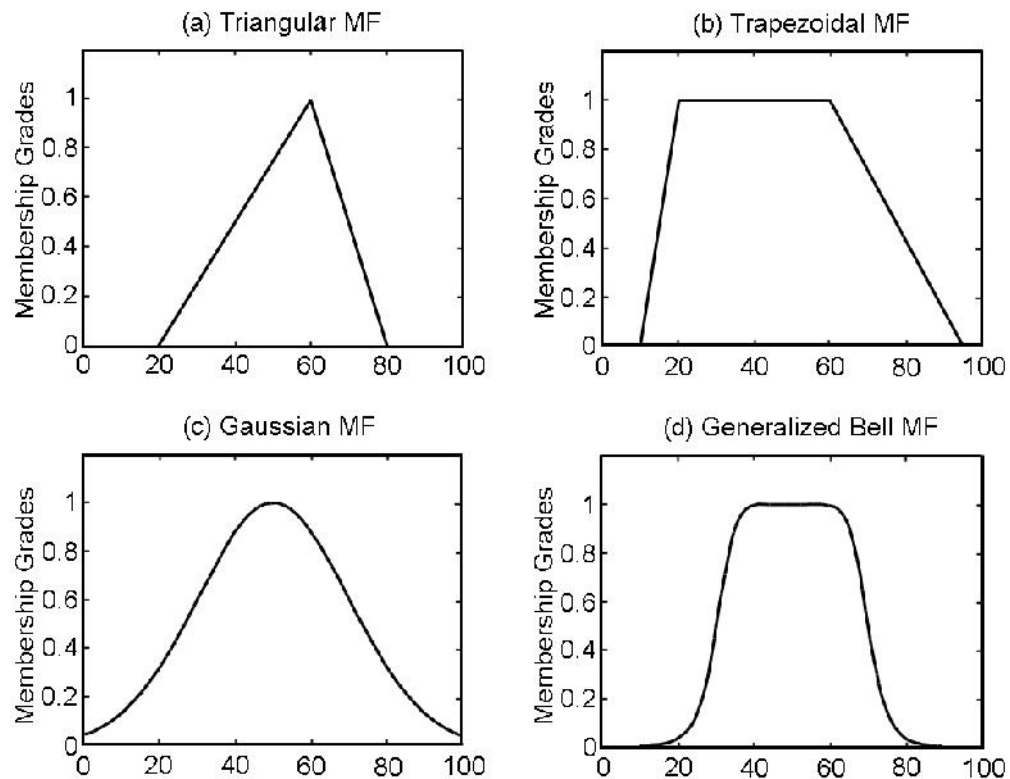 (a) Triangular MF
Membership Grades
1
0.8
0.6
0.4
0.2
0
0 20 40 60 80 100
(b) Trapezoidal MF
Membership Grades
1
0.8
0.6
0.4
0.2
0
0 20 40 60 80 100
(c) Gaussian MF
Membership Grades
1
0.8
0.6
0.4
0.2
0
0 20 40 60 80 100
(d) Generalized Bell MF
Membership Grades
1
0.8
0.6
0.4
0.2
0
0 20 40 60 80 100